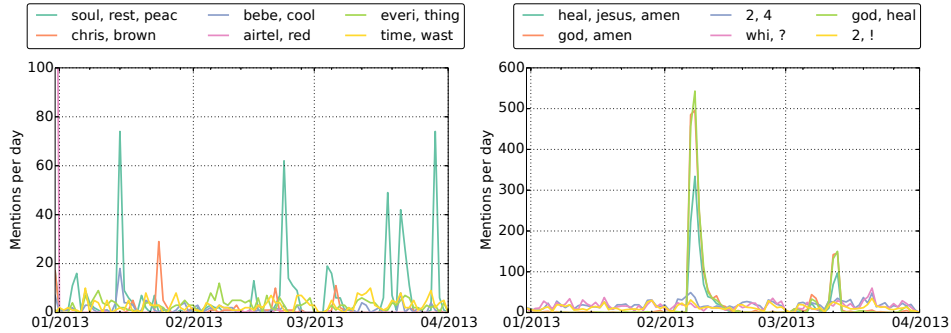 soul, rest, peac
bebe, cool
everi, thing
chris, brown
airtel, red
time, wast
Mentions per day
100
80
60
40
20
0
01/2013
02/2013
03/2013
04/2013
heal, jesus, amen
2, 4
god, heal
god, amen
whi, ?
2, !
Mentions per day
600
500
400
300
200
100
0
01/2013
02/2013
03/2013
04/2013